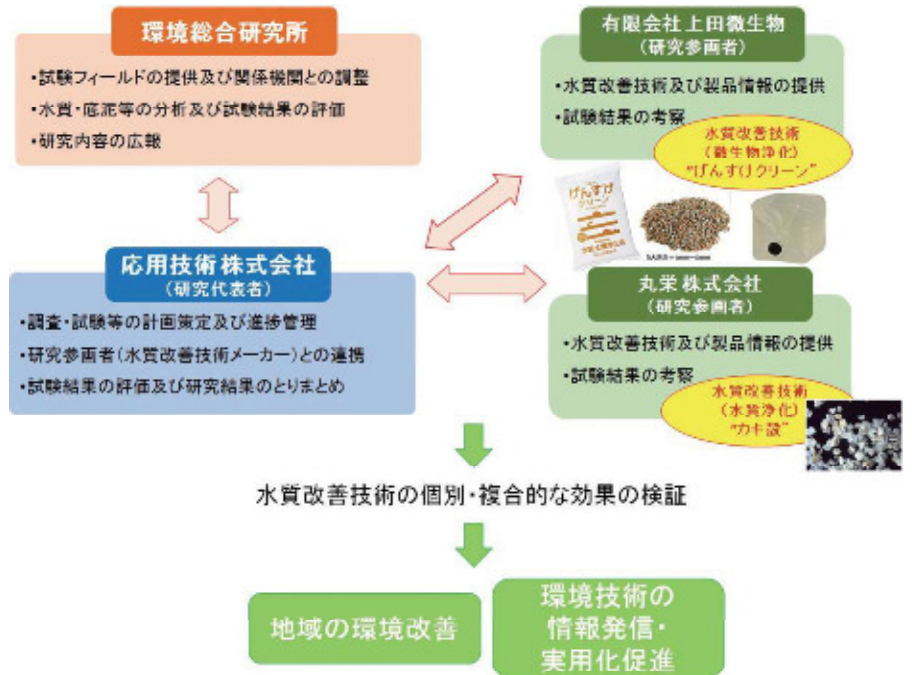 環境総合研究所
・試験フィールドの提供及び関係機関との調整
・水質・底泥等の分析及び試験結果の評価
・研究内容の広報
有限会社上田微生物
(研究参画者)
・水質改善技術及び製品情報の提供
・試験結果の考察
水質改善技術
(微生物浄化)
"げんすけクリーン"
げんすけ
クリーン
応用技術株式会社
(研究代表者)
・調査・試験等の計画策定及び進捗管理
・研究参画者(水質改善技術メーカー)との連携
・試験結果の評価及び研究結果のとりまとめ
丸栄株式会社
(研究参画者)
・水質改善技術及び製品情報の提供
・試験結果の考察
水質改善技術
(水質浄化)
"カキ殻"
水質改善技術の個別・複合的な効果の検証
地域の環境改善
環境技術の
情報発信・
実用化促進